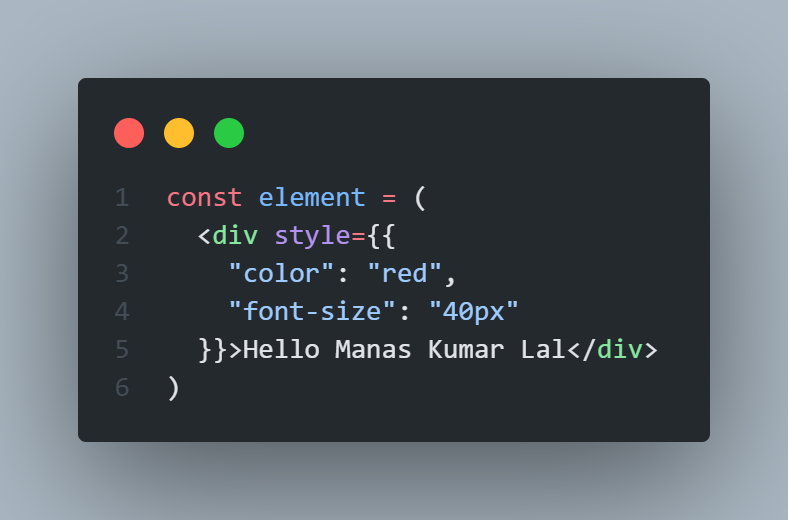 1 const element = (
2   <div style={{
3     "color": "red",
4     "font-size": "40px"
5   }}>Hello Manas Kumar Lal</div>
6 )